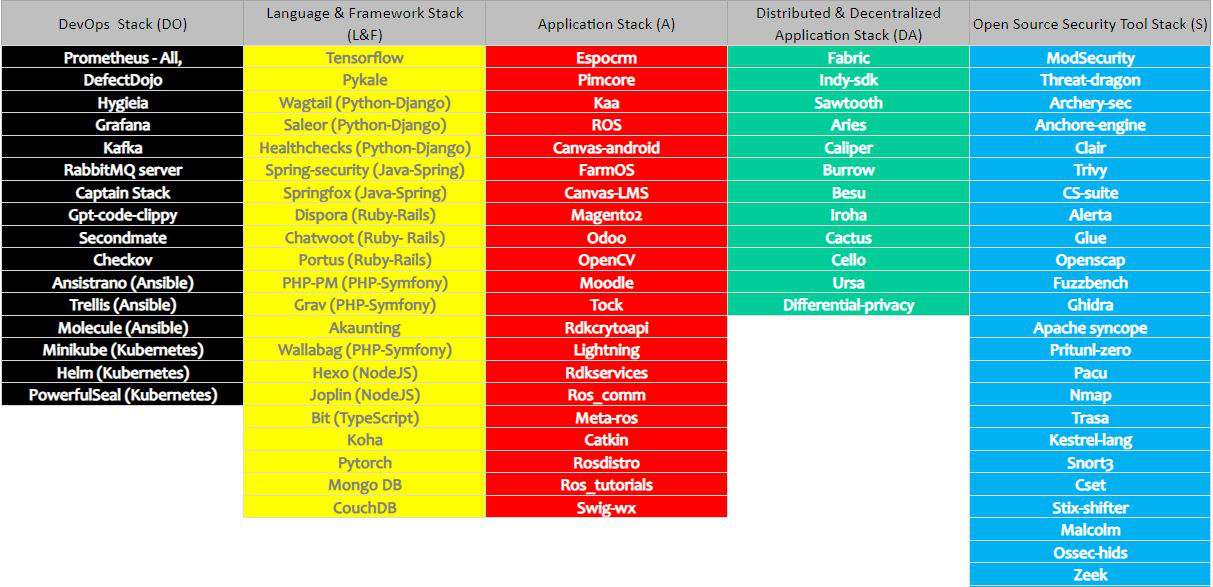 DevOps Stack (DO)
Language & Framework Stack
(L&F)
Application Stack (A)
Distributed & Decentralized
Application Stack (DA)
Open Source Security Tool Stack (S)
Prometheus - All, Tensorflow Espocrm Fabric ModSecurity
DefectDojo Pykale Pimcore Indy-sdk Threat-dragon
Hygieia Wagtail (Python-Django) Kaa Sawtooth Archery-sec
Grafana Saleor (Python-Django) ROS Aries Anchore-engine
Kafka Healthchecks (Python-Django) Canvas-android Caliper Clair
RabbitMQ server Spring-security (Java-Spring) FarmOS Burrow Trivy
Captain Stack Springfox (Java-Spring) Canvas-LMS Besu CS-suite
Gpt-code-clippy Dispora (Ruby-Rails) Magento2 Iroha Alerta
Secondmate Chatwoot (Ruby- Rails) Odoo Cactus Glue
Checkov Portus (Ruby-Rails) OpenCV Cello Openscap
Ansistrano (Ansible) PHP-PM (PHP-Symfony) Moodle Ursa Fuzzbench
Trellis (Ansible) Grav (PHP-Symfony) Tock Differential-privacy Ghidra
Molecule (Ansible) Akaunting Rdkcrytoapi Apache syncope
Minikube (Kubernetes) Wallabag (PHP-Symfony) Lightning Pritunl-zero
Helm (Kubernetes) Hexo (NodeJS) Rdkservices Pacu
PowerfulSeal (Kubernetes) Joplin (NodeJS) Ros_comm Nmap
Bit (TypeScript) Meta-ros Trasa
Koha Catkin Kestrel-lang
Pytorch Rosdistro Snort3
Mongo DB Ros_tutorials Cset
CouchDB Swig-wx Stix-shifter
Malcolm
Ossec-hids
Zeek